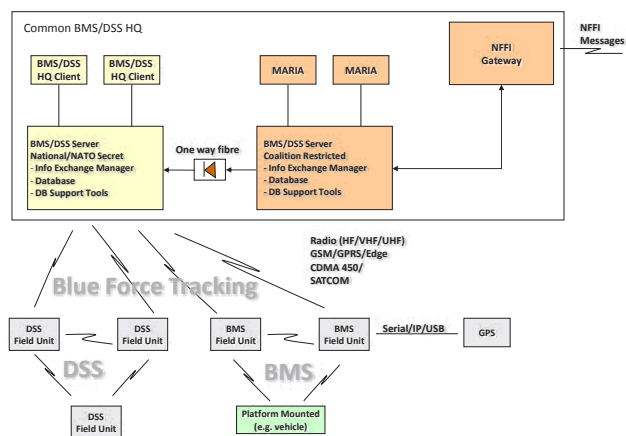 Common BMS/DSS HQ
BMS/DSS
HQ Client
BMS/DSS
HQ Client
MARIA
MARIA
NFFI
Gateway
NFFI
Messages
BMS/DSS Server
National/NATO Secret
- Info Exchange Manager
- Database
- DB Support Tools
One way fibre
BMS/DSS Server
Coalition Restricted
- Info Exchange Manager
- Database
- DB Support Tools
Radio (HF/VHF/UHF)
GSM/GPRS/Edge
CDMA 450/
SATCOM
Blue Force Tracking
DSS
Field Unit
DSS
Field Unit
BMS
Field Unit
BMS
Field Unit
Serial/IP/USB
GPS
DSS
BMS
DSS
Field Unit
Platform Mounted
(e.g. vehicle)